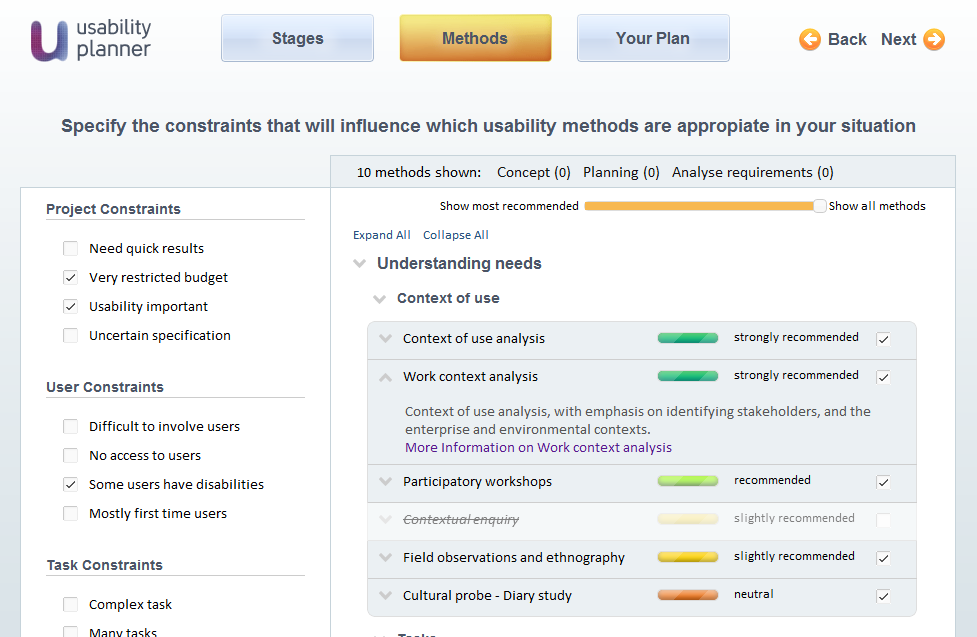 usability
planner
Stages
Methods
Your Plan
Back Next
Specify the constraints that will influence which usability methods are appropiate in your situation
10 methods shown: Concept (0) Planning (0) Analyse requirements (0)
Show most recommended
Show all methods
Expand All Collapse All
Project Constraints
Need quick results
Very restricted budget
Usability important
Uncertain specification
User Constraints
Difficult to involve users
No access to users
Some users have disabilities
Mostly first time users
Task Constraints
Complex task
Many tasks
Understanding needs
Context of use
Context of use analysis strongly recommended
Work context analysis strongly recommended
Context of use analysis, with emphasis on identifying stakeholders, and the
enterprise and environmental contexts.
More Information on Work context analysis
Participatory workshops recommended
Contextual enquiry slightly recommended
Field observations and ethnography slightly recommended
Cultural probe - Diary study neutral
Tasks